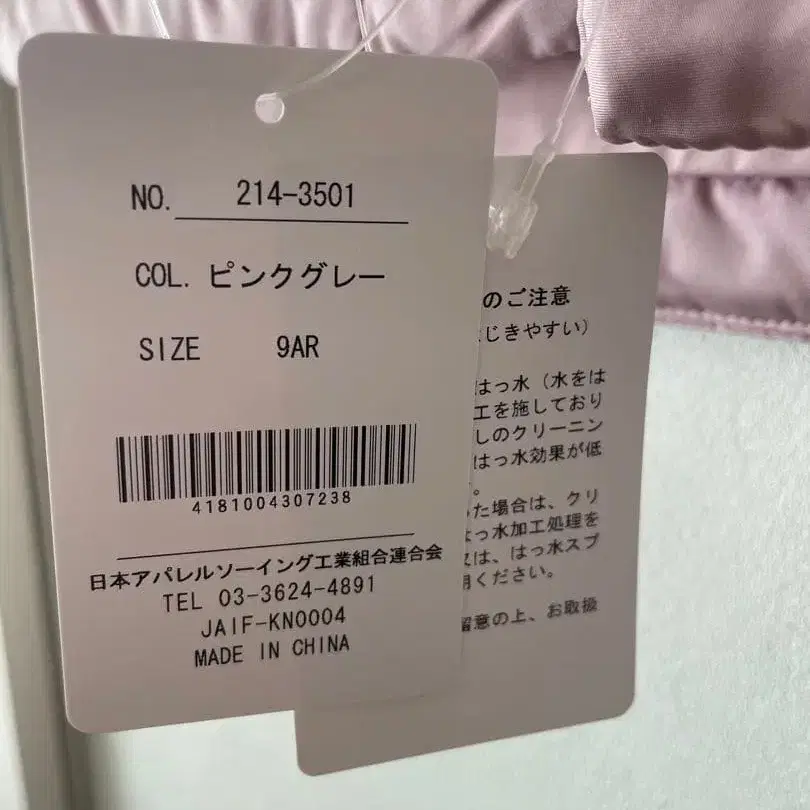 NO. 214-3501
COL. ピンクグレー
SIZE 9AR
4181004307238
日本アパレルソーイング工業組合連合会
TEL 03-3624-4891
JAIF-KN0004
MADE IN CHINA
のご注意
じきやすい）
はっ水（水をは
工を施しており
しのクリーニン
はっ水効果が低
。
た場合は、クリ
っ水加工処理を
は、はっ水スプ
ください。
留意の上、お取扱